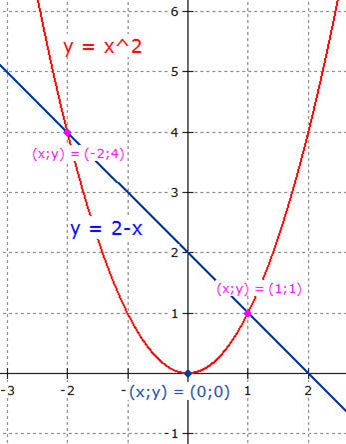 6
y = x^2
5
4
(x;y) = (-2;4)
3
y = 2-x
2
(x;y) = (1;1)
1
-3 -2 - 1 2
(x;y) = (0;0)
-1